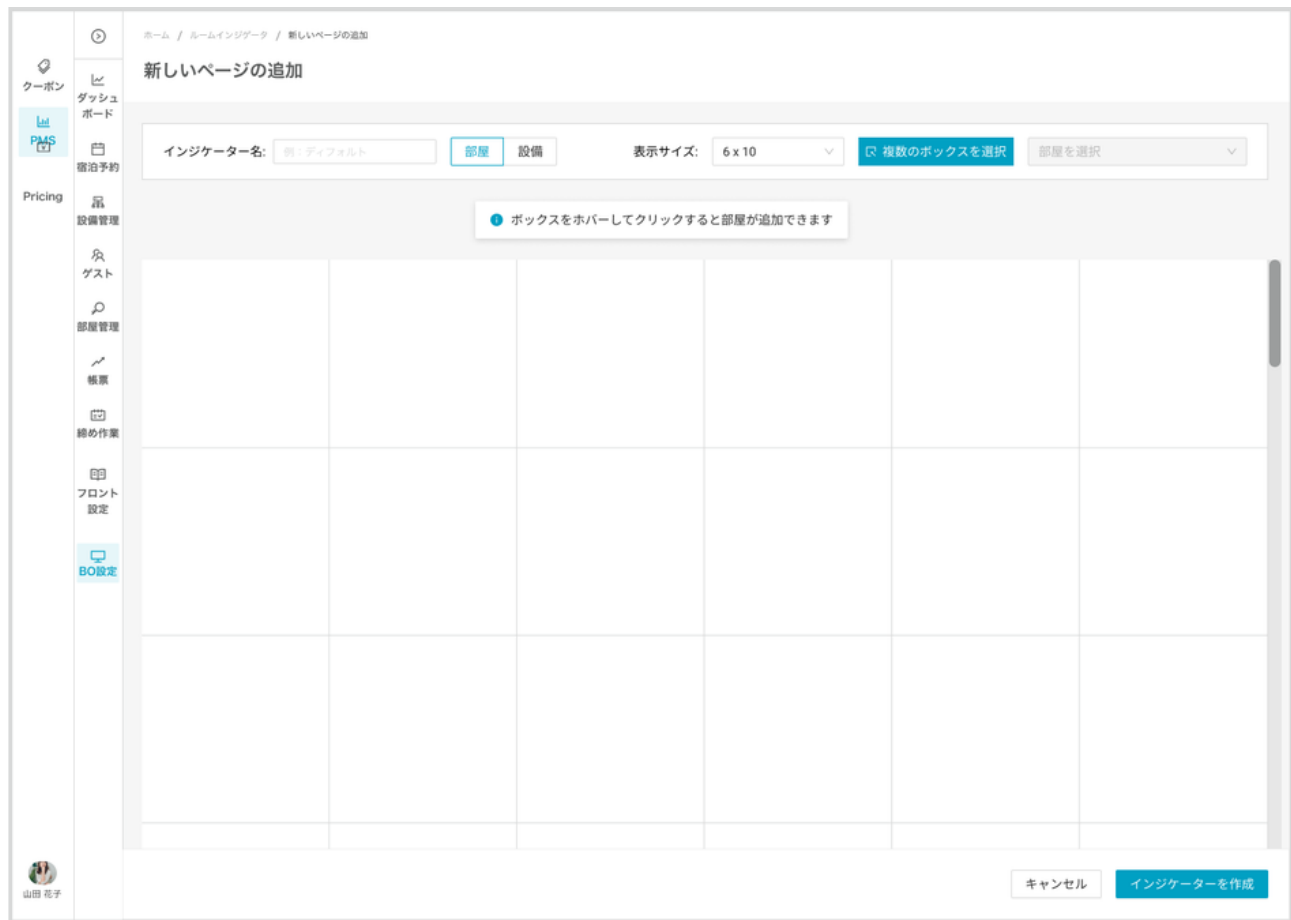 クーポン
PMS
Pricing
山田 花子
ダッシュ
ボード
宿泊予約
設備管理
ゲスト
部屋管理
帳票
締め作業
フロント
設定
BO設定
ホーム / ルームインジゲータ / 新しいページの追加
新しいページの追加
インジケーター名: 例：ディフォルト 部屋 設備 表示サイズ: 6 x 10 複数のボックスを選択 部屋を選択
ボックスをホバーしてクリックすると部屋が追加できます
キャンセル インジケーターを作成